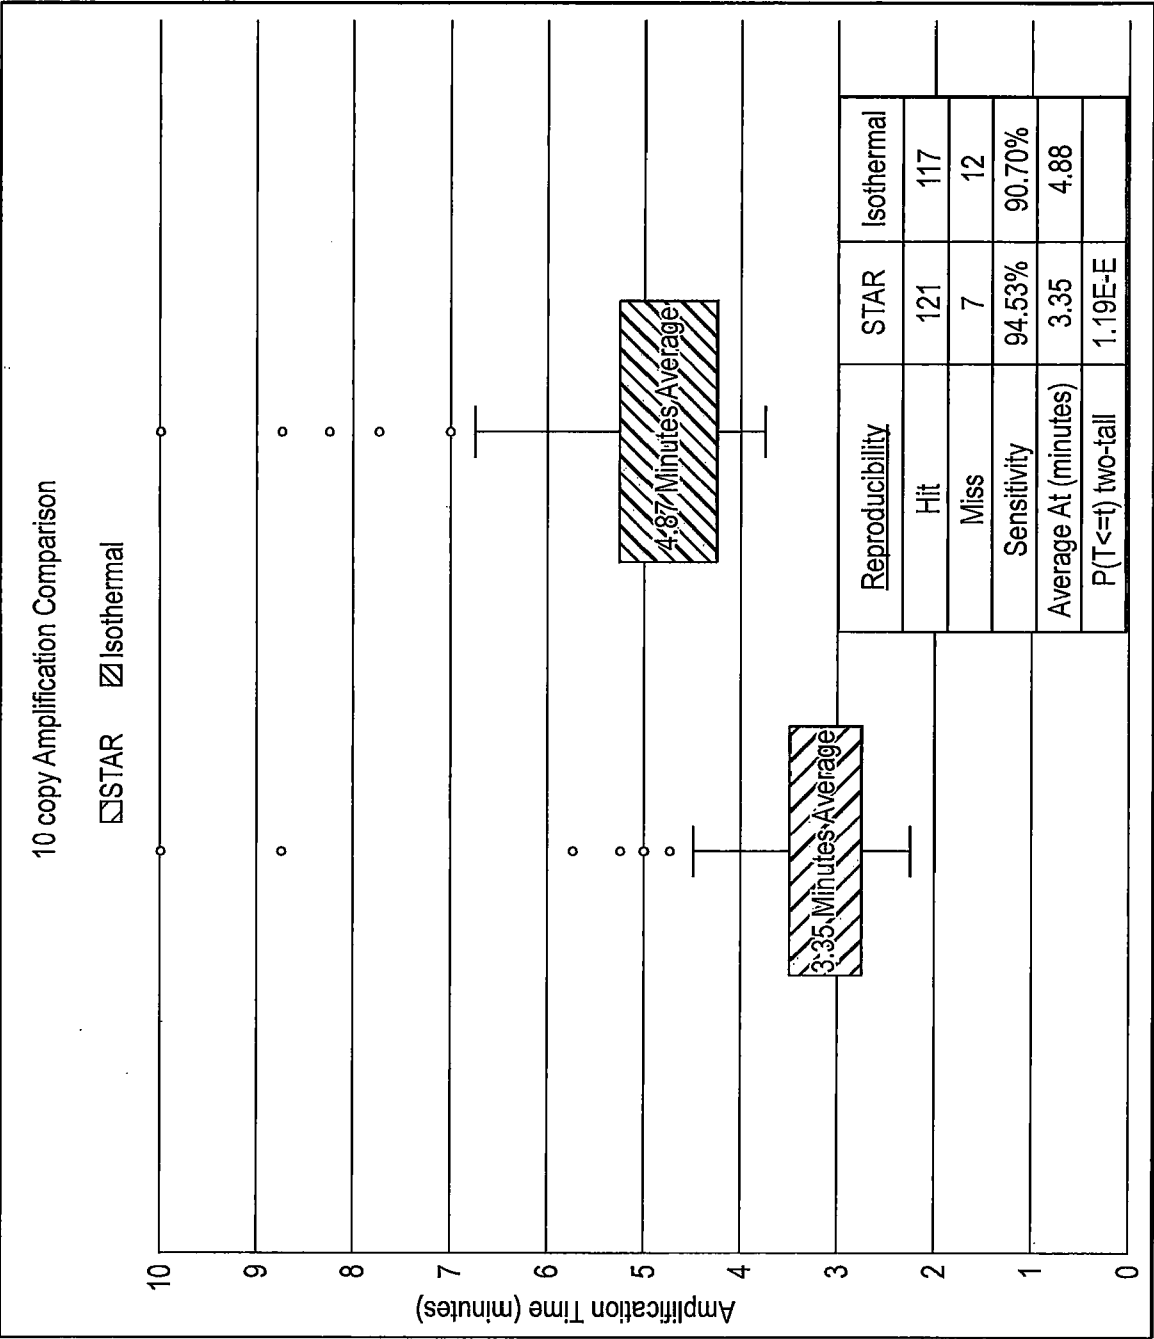 10 copy Amplification Comparison
STAR Isothermal
Amplification Time (minutes)
10
9
8
7
6
5
4
3
2
1
0
3.35 Minutes Average
4.87 Minutes Average
Reproducibility STAR Isothermal
Hit 121 117
Miss 7 12
Sensitivity 94.53% 90.70%
Average At (minutes) 3.35 4.88
P(T<=t) two-tall 1.19E-E